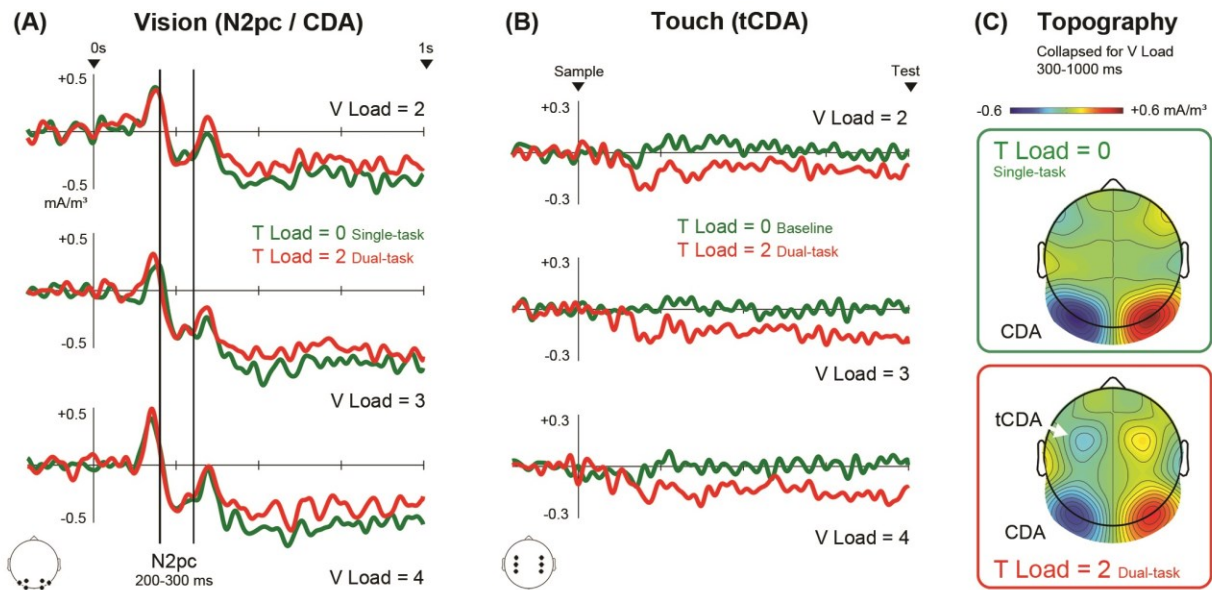 (A) Vision (N2pc / CDA)
0s
1s
+0.5
V Load = 2
-0.5
mA/m³
T Load = 0 Single-task
T Load = 2 Dual-task
+0.5
-0.5
V Load = 3
+0.5
-0.5
N2pc
200-300 ms
V Load = 4
(B) Touch (tCDA)
Sample
Test
+0.3
V Load = 2
-0.3
T Load = 0 Baseline
T Load = 2 Dual-task
+0.3
-0.3
V Load = 3
+0.3
-0.3
V Load = 4
(C) Topography
Collapsed for V Load
300-1000 ms
-0.6
+0.6 mA/m³
T Load = 0
Single-task
CDA
tCDA
CDA
T Load = 2 Dual-task